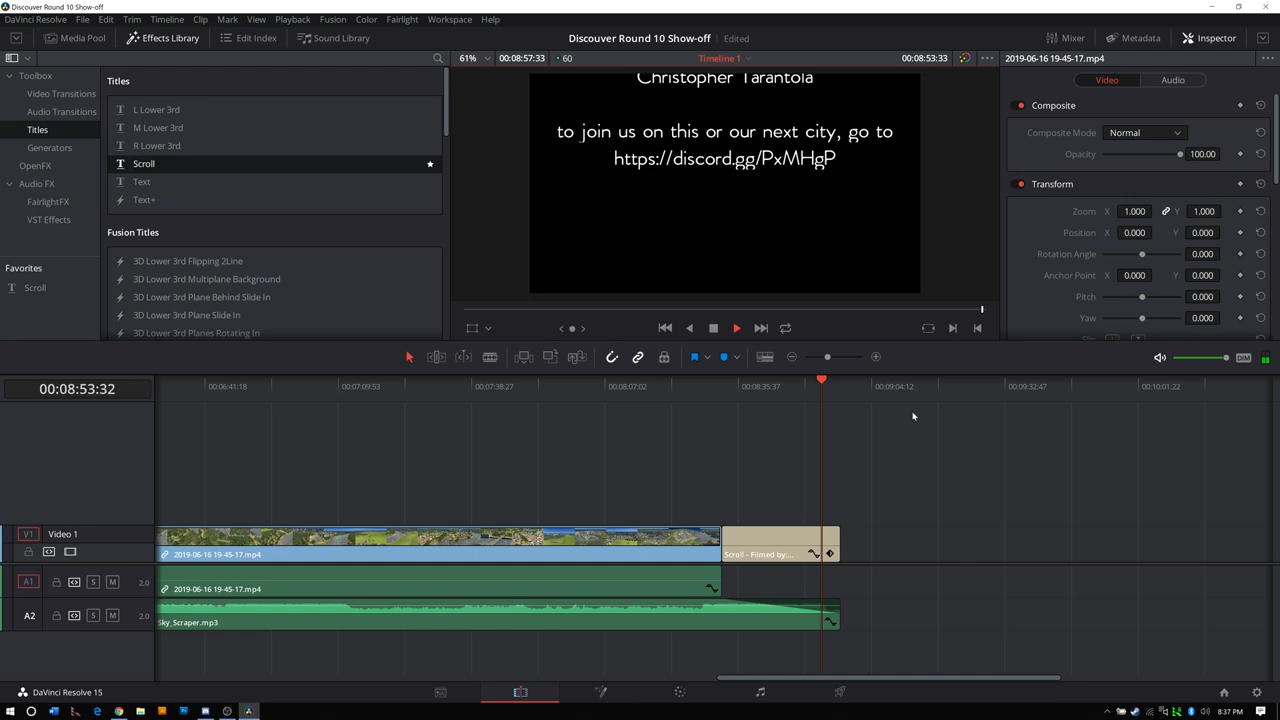 Discover Round 10 Show-off
DaVinci Resolve File Edit Trim Timeline Clip Mark View Playback Fusion Color Fairlight Workspace Help
Media Pool Effects Library Edit Index Sound Library Discover Round 10 Show-off Edited Mixer Metadata Inspector
61% 00:08:57:33 60 Timeline 1 00:08:53:33 2019-06-16 19-45-17.mp4
Toolbox
Video Transitions
Audio Transitions
Titles
Generators
OpenFX
Audio FX
FairlightFX
VST Effects
Favorites
Scroll
Titles
L Lower 3rd
M Lower 3rd
R Lower 3rd
Scroll
Text
Text+
Fusion Titles
3D Lower 3rd Flipping 2Line
3D Lower 3rd Multiplane Background
3D Lower 3rd Plane Behind Slide In
3D Lower 3rd Plane Slide In
3D Lower 3rd Planes Rotating In
Christopher Tarantola
to join us on this or our next city, go to
https://discord.gg/PxMHgP
Video Audio
Composite
Composite Mode Normal
Opacity 100.00
Transform
Zoom X 1.000 Y 1.000
Position X 0.000 Y 0.000
Rotation Angle 0.000
Anchor Point X 0.000 Y 0.000
Pitch 0.000
Yaw 0.000
DIM
00:08:53:32 00:06:41:18 00:07:09:53 00:07:38:27 00:08:07:02 00:08:35:37 00:09:04:12 00:09:32:47 00:10:01:22
V1 Video 1
2019-06-16 19-45-17.mp4 Scroll - Filmed by:...
A1 S M 2.0
2019-06-16 19-45-17.mp4
A2 S M 2.0
Sky_Scraper.mp3
DaVinci Resolve 15
8:37 PM